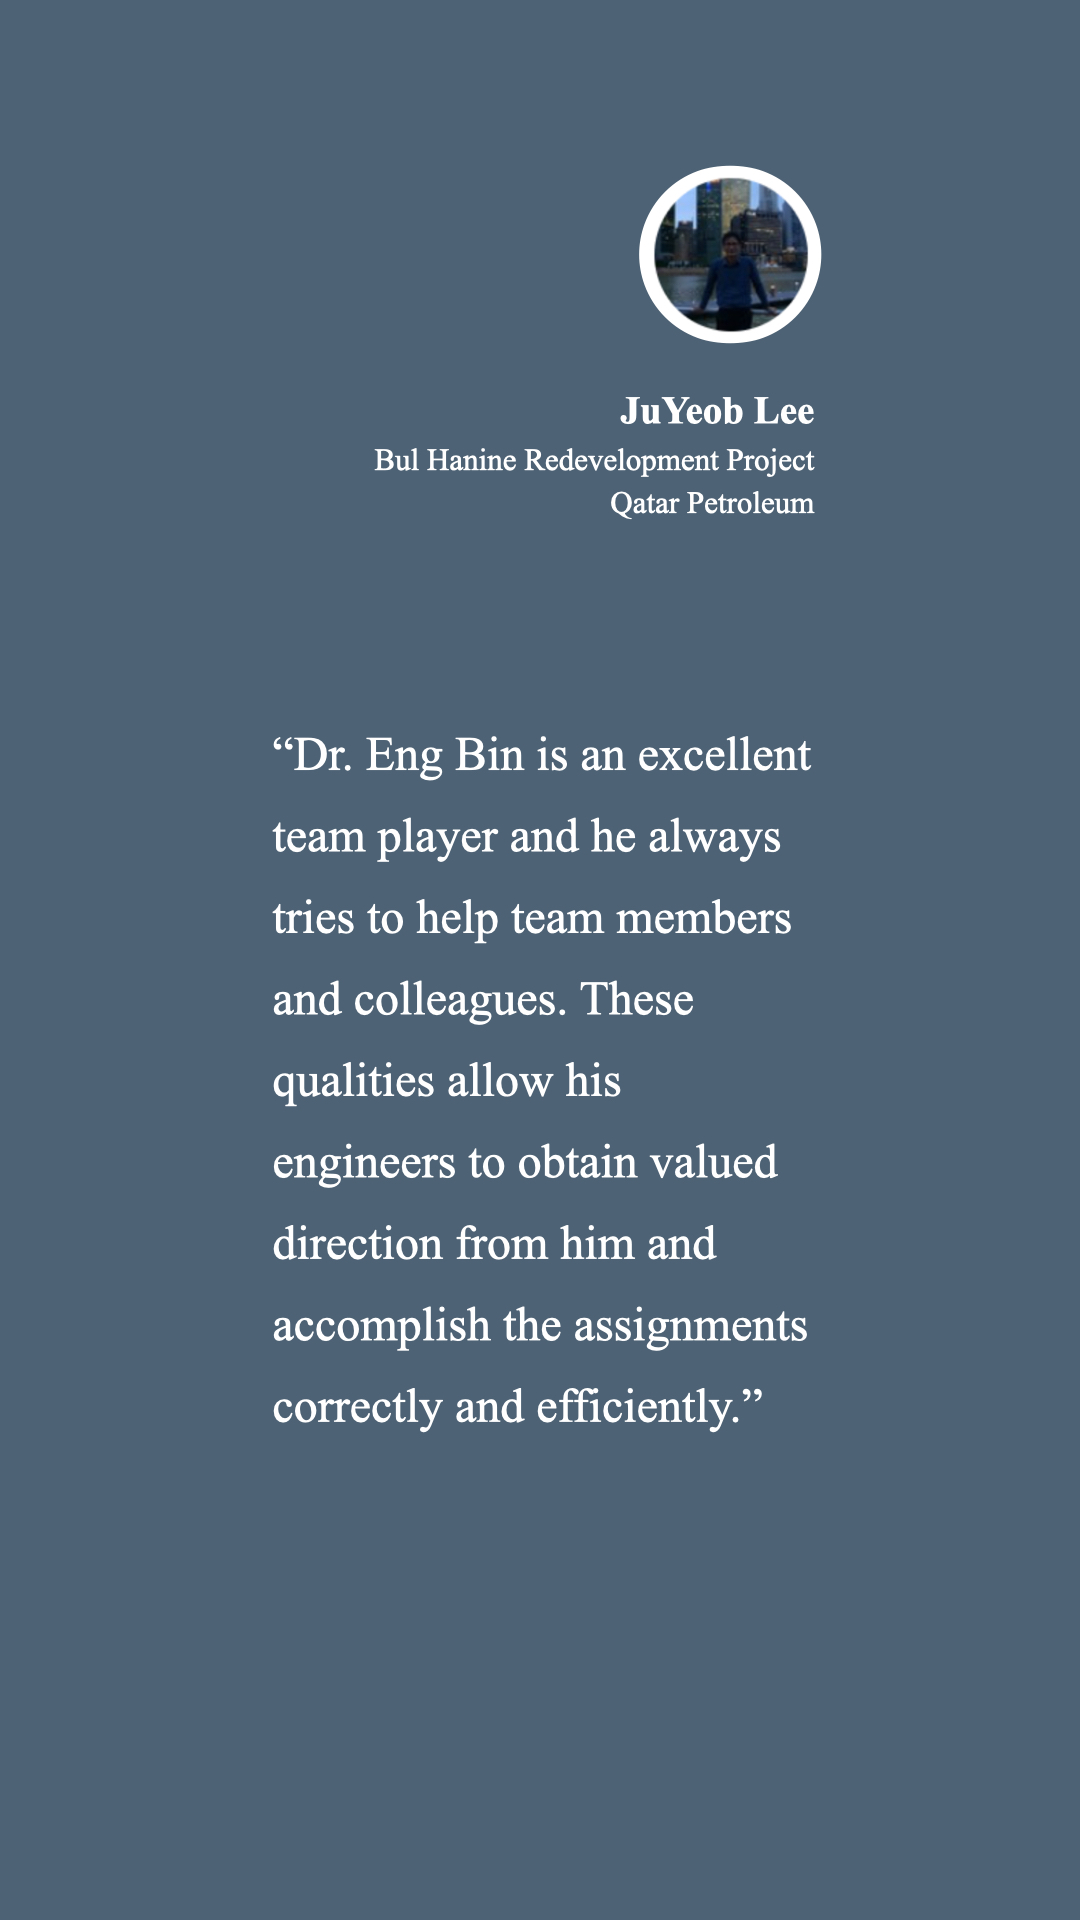 JuYeob Lee
Bul Hanine Redevelopment Project
Qatar Petroleum
“Dr. Eng Bin is an excellent
team player and he always
tries to help team members
and colleagues. These
qualities allow his
engineers to obtain valued
direction from him and
accomplish the assignments
correctly and efficiently.”